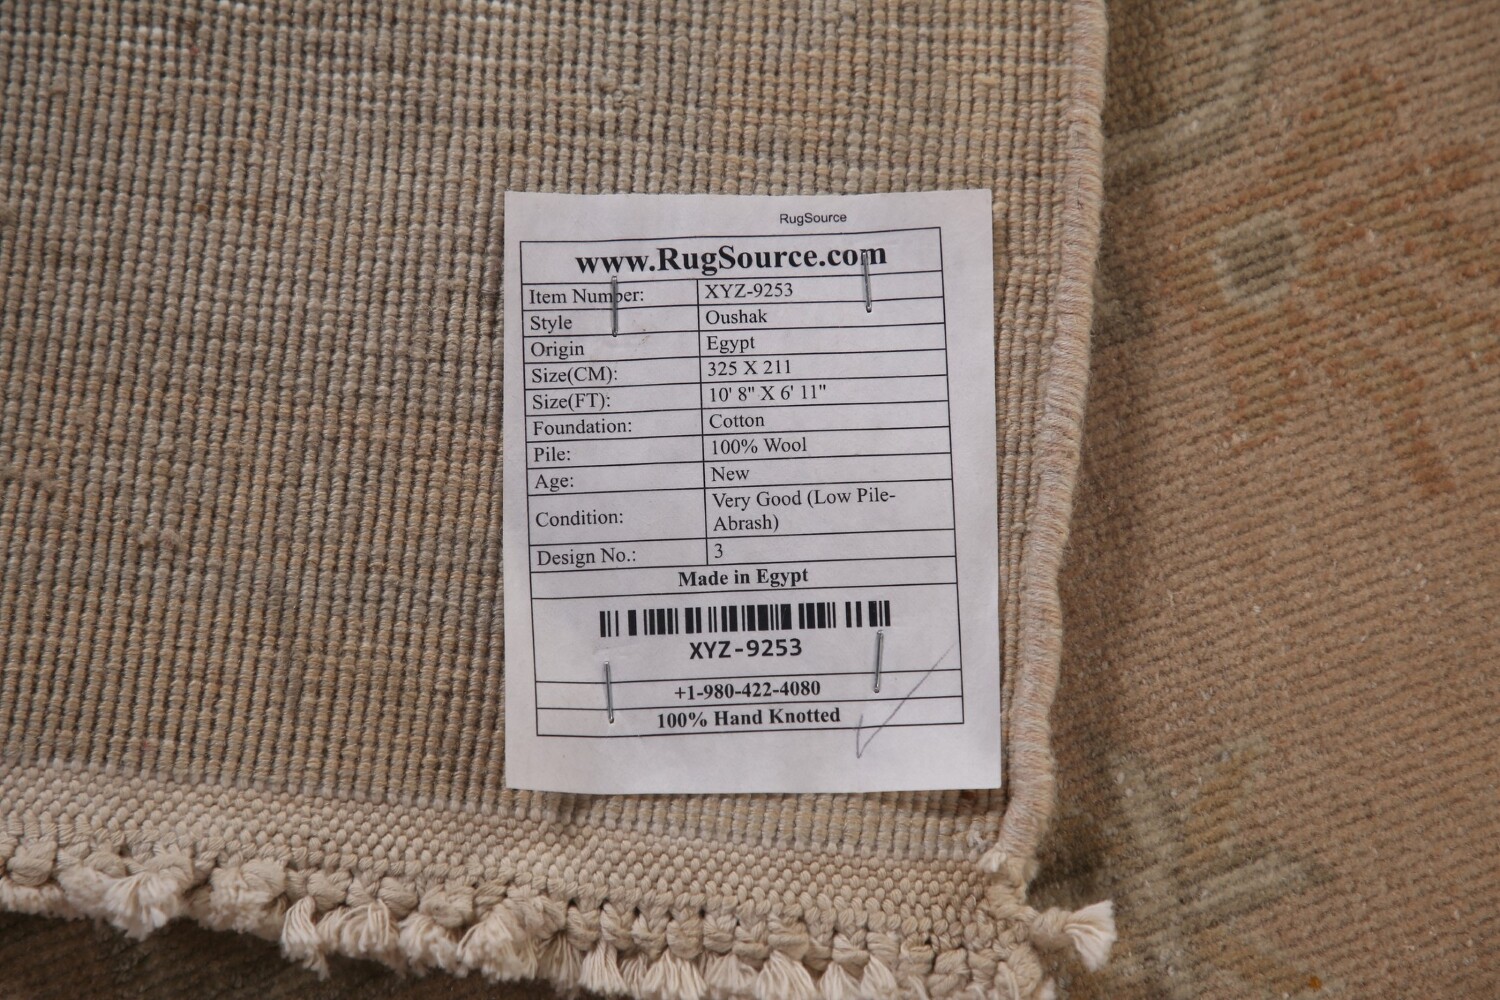 RugSource
www.RugSource.com
Item Number: XYZ-9253
Style Oushak
Origin Egypt
Size(CM): 325 X 211
Size(FT): 10' 8" X 6' 11"
Foundation: Cotton
Pile: 100% Wool
Age: New
Condition: Very Good (Low Pile-
Abrash)
Design No.: 3
Made in Egypt
XYZ-9253
+1-980-422-4080
100% Hand Knotted